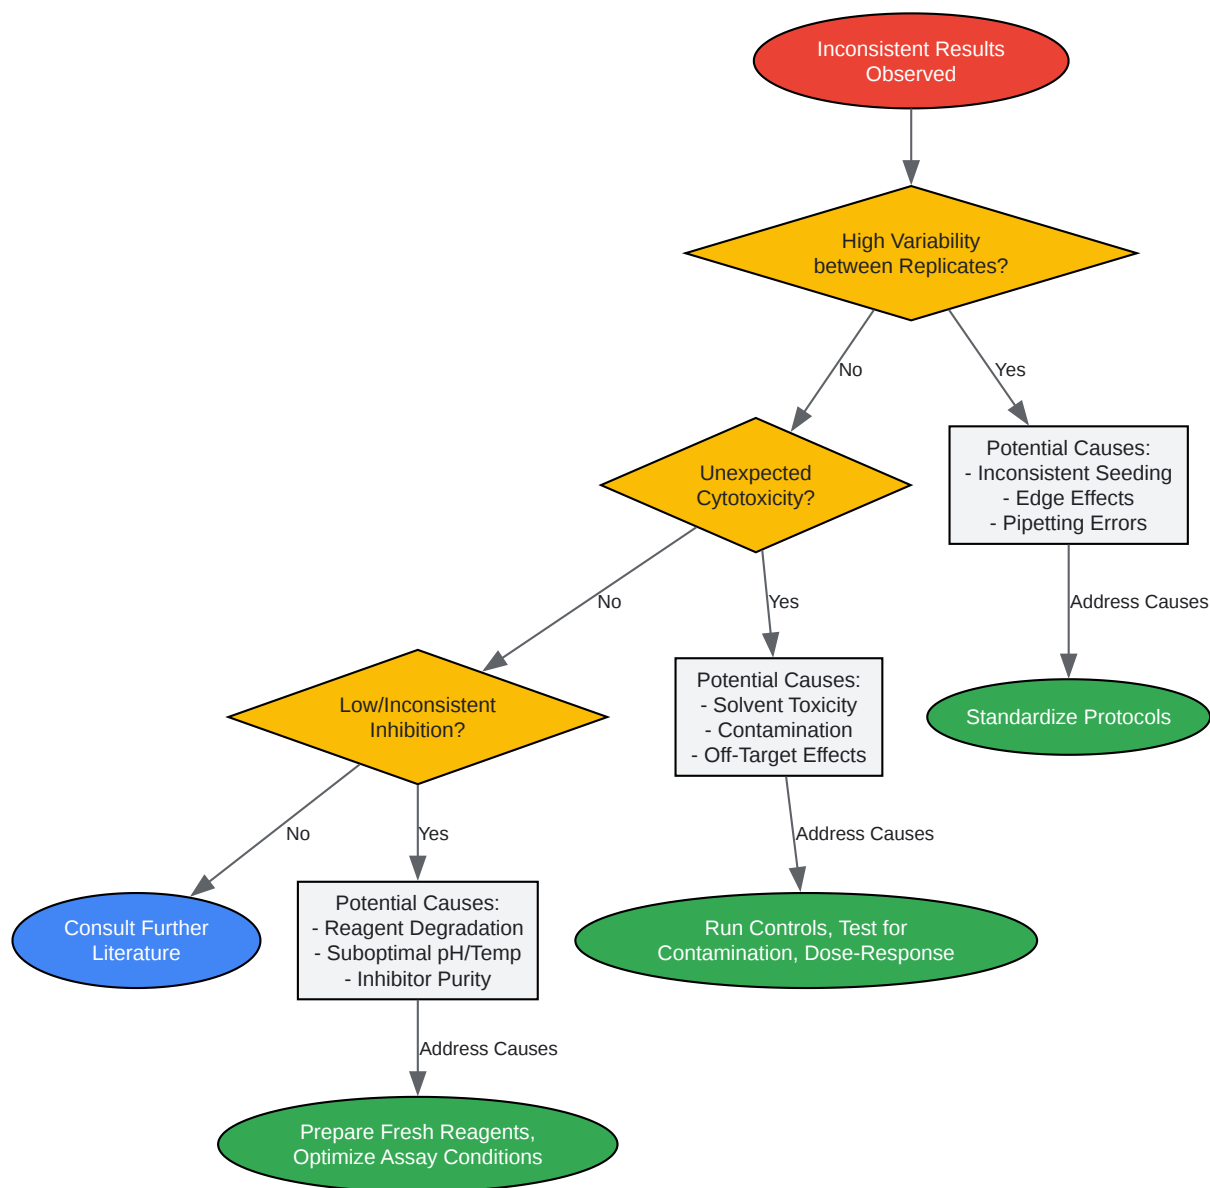 Inconsistent Results
Observed
High Variability
between Replicates?
No
Yes
Unexpected
Cytotoxicity?
Potential Causes:
- Inconsistent Seeding
- Edge Effects
- Pipetting Errors
No
Yes
Address Causes
Low/Inconsistent
Inhibition?
Potential Causes:
- Solvent Toxicity
- Contamination
- Off-Target Effects
Standardize Protocols
No
Yes
Address Causes
Consult Further
Literature
Potential Causes:
- Reagent Degradation
- Suboptimal pH/Temp
- Inhibitor Purity
Run Controls, Test for
Contamination, Dose-Response
Address Causes
Prepare Fresh Reagents,
Optimize Assay Conditions